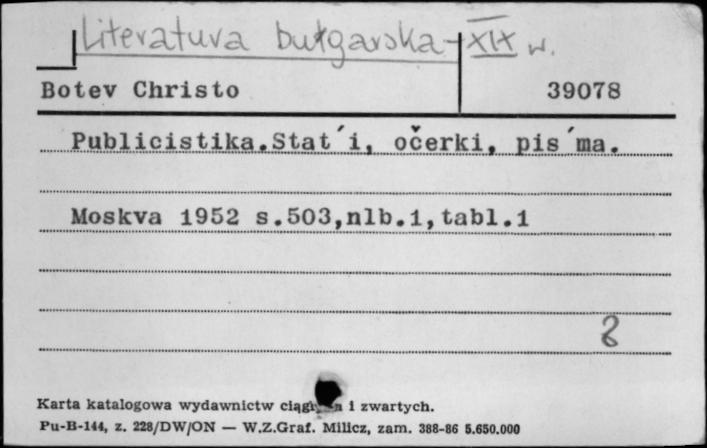 Literatura bułgarska - XIX w.
Botev Christo 39078
Publicistika.Stat´i, očerki, pis´ma.
Moskva 1952 s.503,nlb.1,tabl.1
8
Karta katalogowa wydawnictw i zwartych.
Pu-B-144, z. 228/DW/ON — W.Z.Graf. Milicz, zam. 388-86 5.650.000